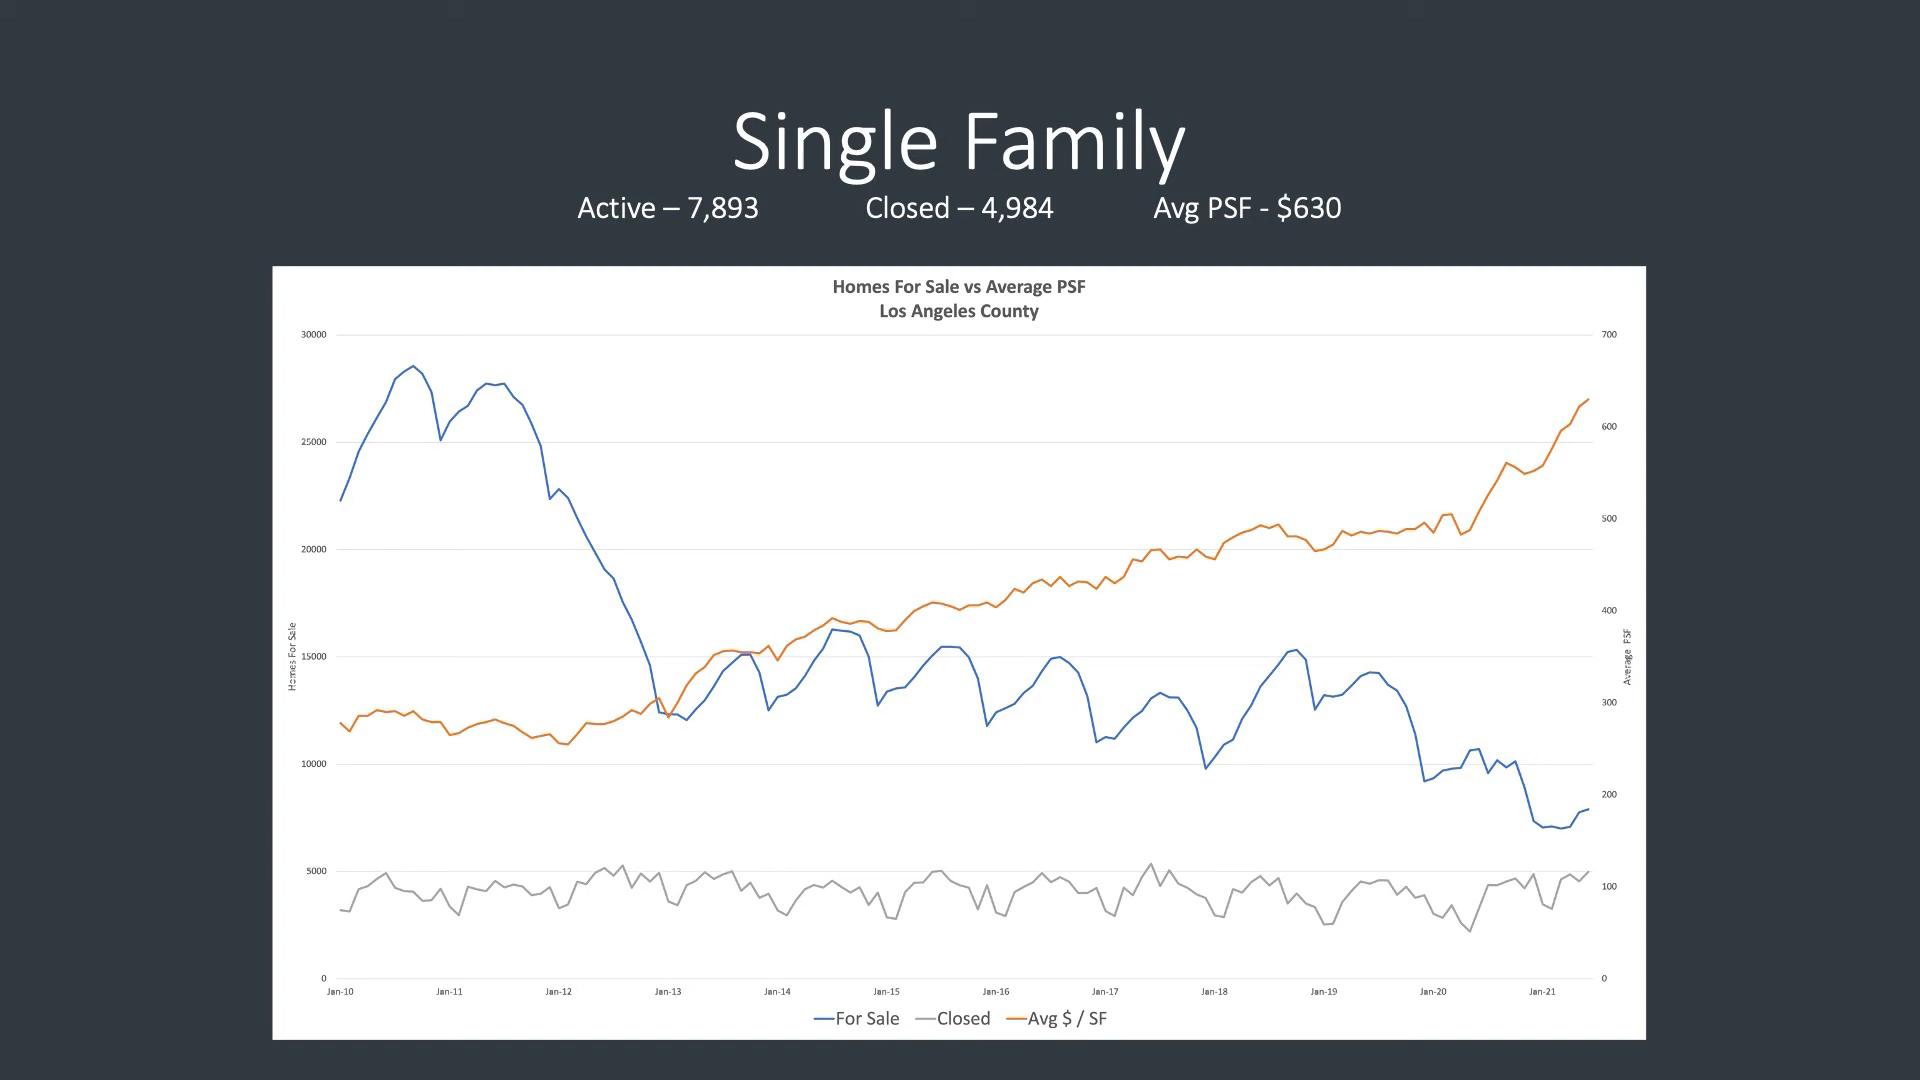 Single Family
Active – 7,893 Closed – 4,984 Avg PSF - $630
Homes For Sale vs Average PSF
Los Angeles County
30000
25000
20000
15000
10000
5000
0
Homes For Sale
700
600
500
400
300
200
100
0
Average PSF
Jan-10 Jan-11 Jan-12 Jan-13 Jan-14 Jan-15 Jan-16 Jan-17 Jan-18 Jan-19 Jan-20 Jan-21
For Sale Closed Avg $ / SF